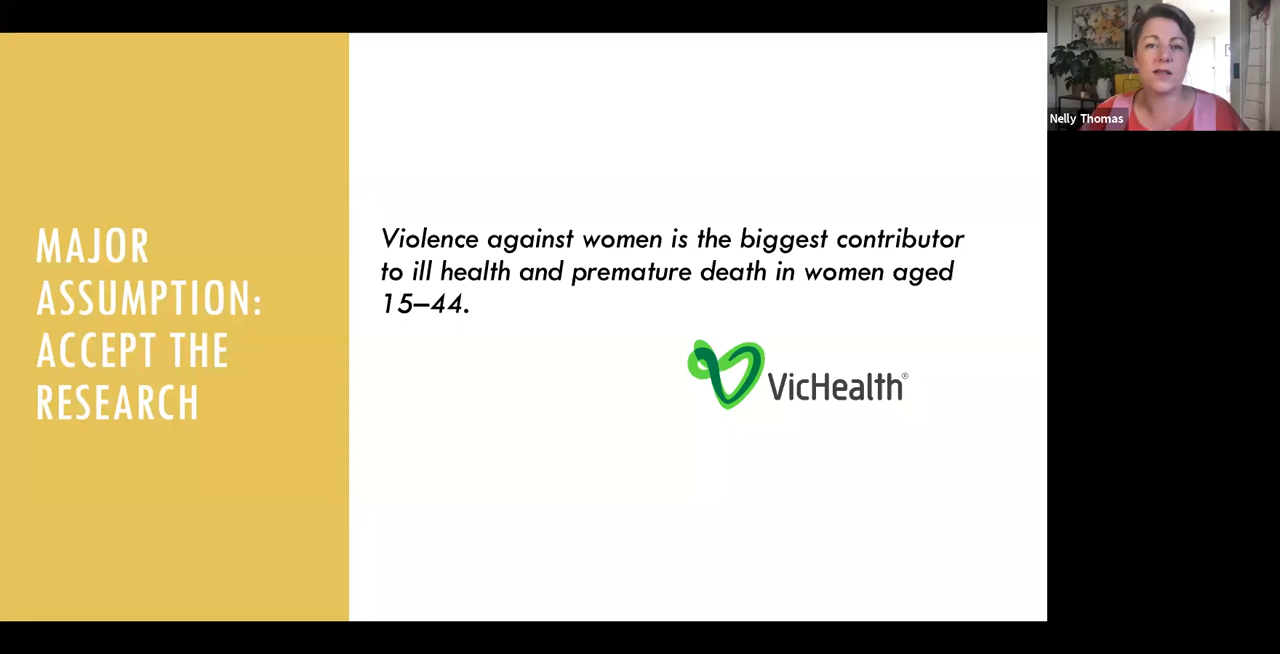 MAJOR
ASSUMPTION:
ACCEPT THE
RESEARCH
Violence against women is the biggest contributor
to ill health and premature death in women aged
15–44.
VicHealth®
Nelly Thomas